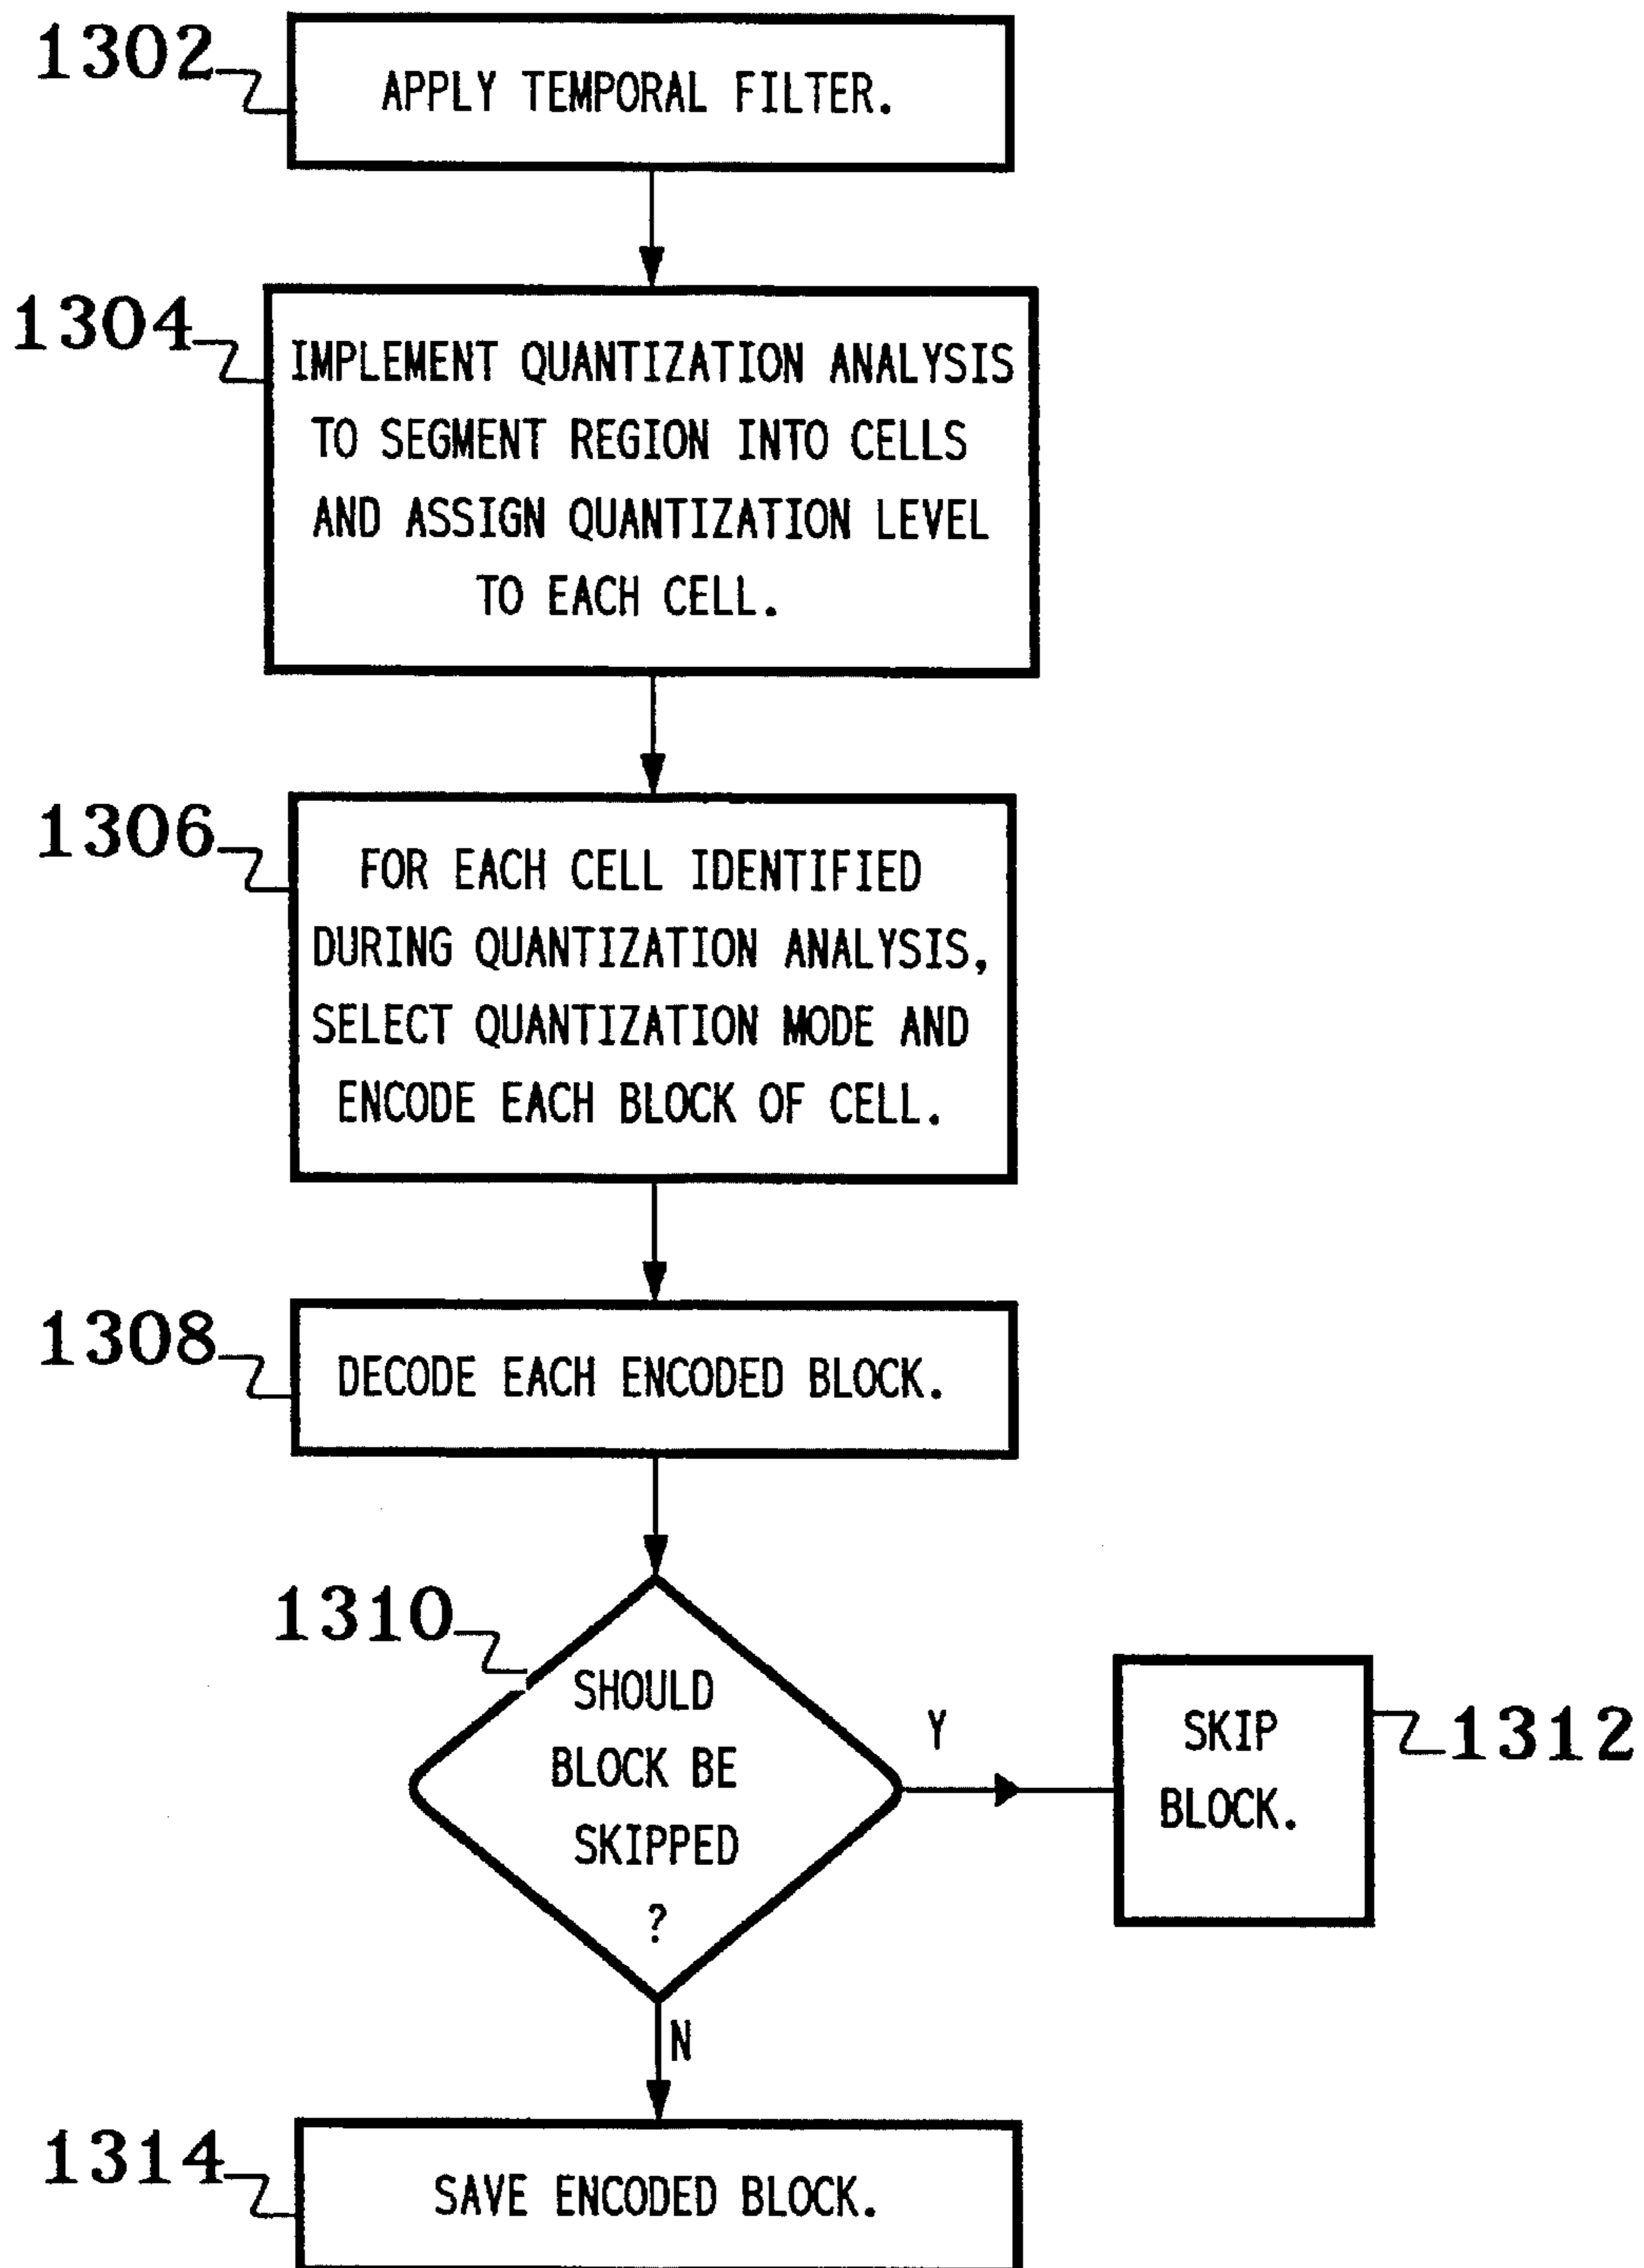 1302
APPLY TEMPORAL FILTER.
1304
IMPLEMENT QUANTIZATION ANALYSIS
TO SEGMENT REGION INTO CELLS
AND ASSIGN QUANTIZATION LEVEL
TO EACH CELL.
1306
FOR EACH CELL IDENTIFIED
DURING QUANTIZATION ANALYSIS,
SELECT QUANTIZATION MODE AND
ENCODE EACH BLOCK OF CELL.
1308
DECODE EACH ENCODED BLOCK.
1310
SHOULD
BLOCK BE
SKIPPED
?
Y
SKIP
BLOCK.
1312
N
1314
SAVE ENCODED BLOCK.